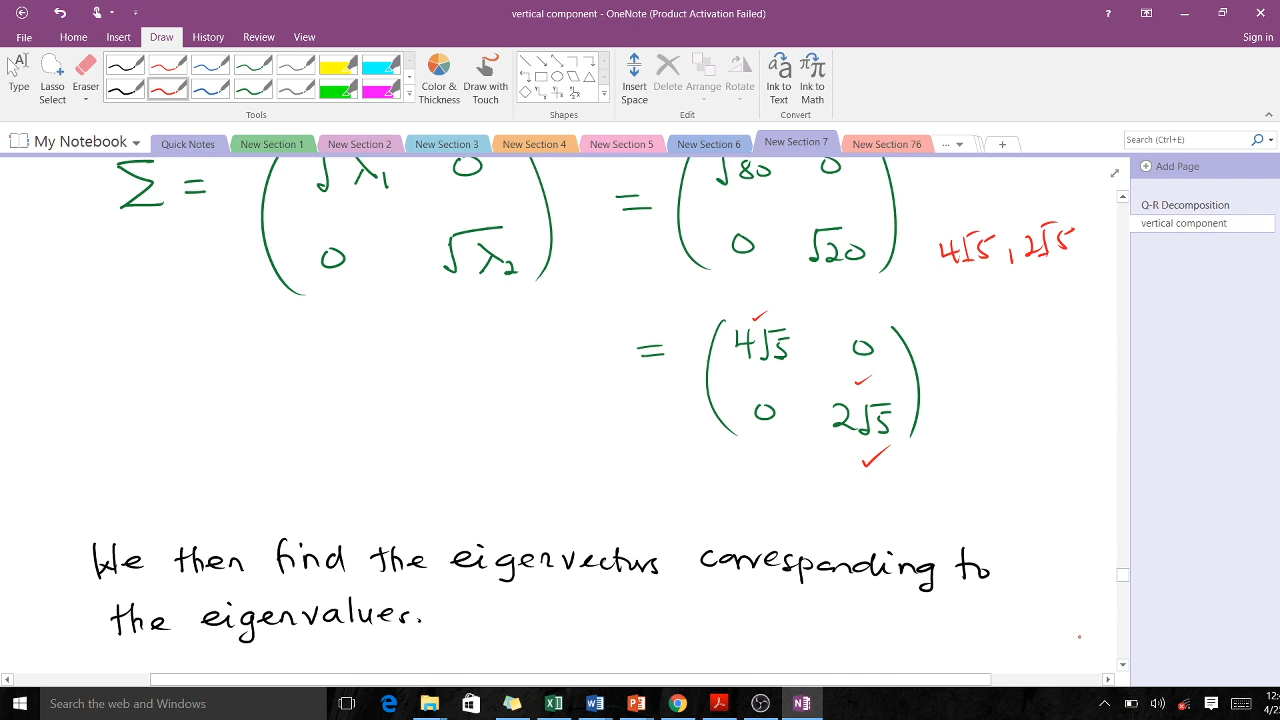 vertical component - OneNote (Product Activation Failed)
File Home Insert Draw History Review View Sign in
Type Lasso Select Eraser Color & Thickness Draw with Touch Insert Space Delete Arrange Rotate Ink to Text Ink to Math
Tools Shapes Edit Convert
My Notebook Quick Notes New Section 1 New Section 2 New Section 3 New Section 4 New Section 5 New Section 6 Section 7 New Section 76 ... Search (Ctrl+E)
Add Page
Q-R Decomposition
vertical component
Σ = ( √λ₁ 0 = ( √80 0
0 √λ₂ ) 0 √20 ) 4√5, 2√5
= ( 4√5 0
0 2√5 )
We then find the eigenvectors corresponding to
the eigenvalues.
Search the web and Windows
12:
4/2